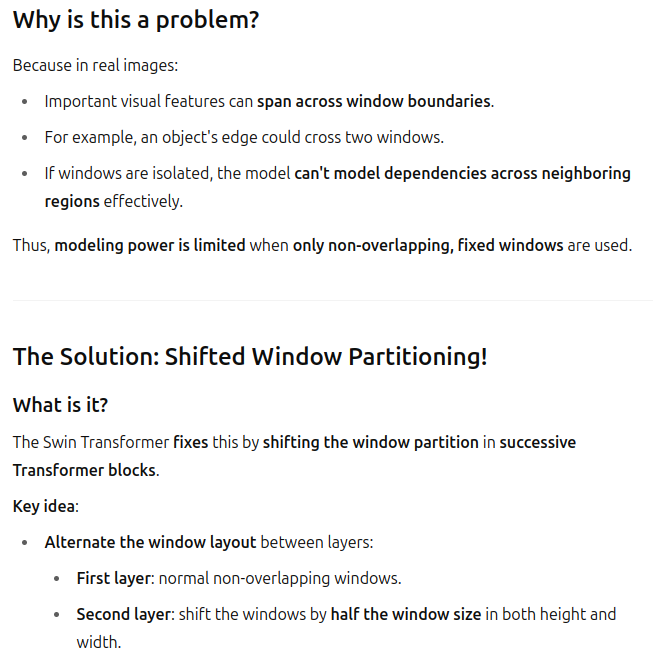 Why is this a problem?
Because in real images:
• Important visual features can span across window boundaries.
• For example, an object's edge could cross two windows.
• If windows are isolated, the model can't model dependencies across neighboring
regions effectively.
Thus, modeling power is limited when only non-overlapping, fixed windows are used.
The Solution: Shifted Window Partitioning!
What is it?
The Swin Transformer fixes this by shifting the window partition in successive
Transformer blocks.
Key idea:
• Alternate the window layout between layers:
• First layer: normal non-overlapping windows.
• Second layer: shift the windows by half the window size in both height and
width.